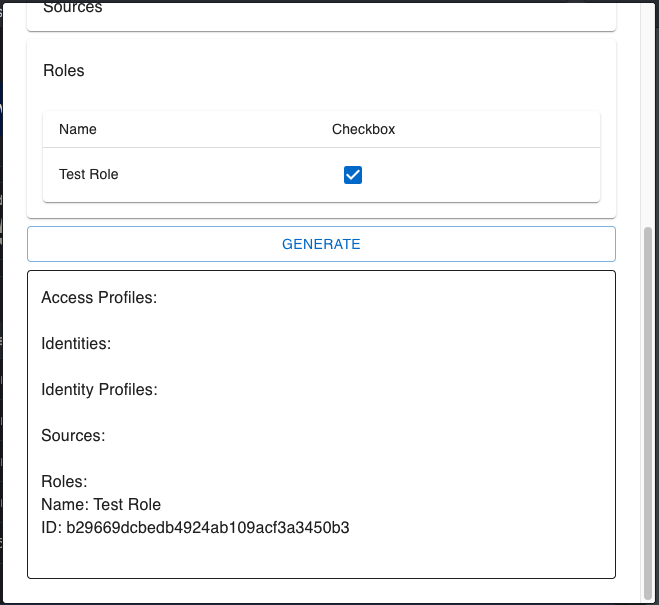 Sources
Roles
Name Checkbox
Test Role
GENERATE
Access Profiles:
Identities:
Identity Profiles:
Sources:
Roles:
Name: Test Role
ID: b29669dcbedb4924ab109acf3a3450b3